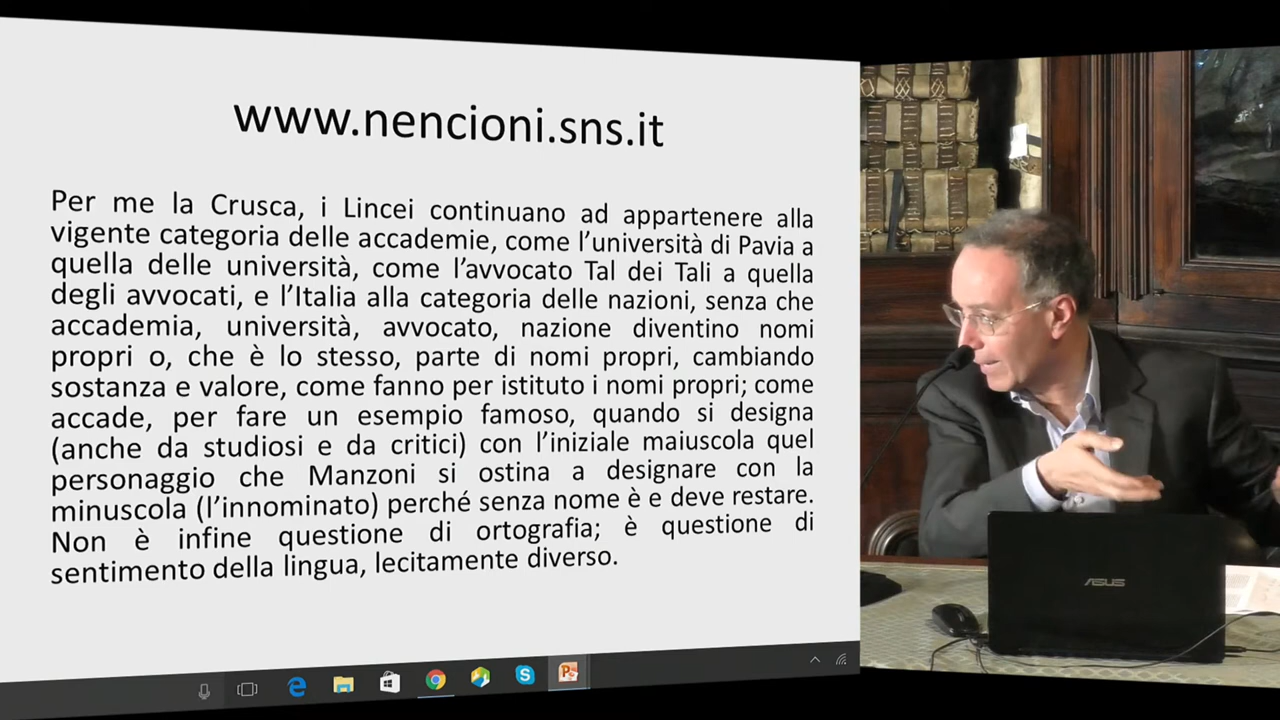 www.nencioni.sns.it
Per me la Crusca, i Lincei continuano ad appartenere alla
vigente categoria delle accademie, come l'università di Pavia a
quella delle università, come l'avvocato Tal dei Tali a quella
degli avvocati, e l'Italia alla categoria delle nazioni, senza che
accademia, università, avvocato, nazione diventino nomi
propri o, che è lo stesso, parte di nomi propri, cambiando
sostanza e valore, come fanno per istituto i nomi propri; come
accade, per fare un esempio famoso, quando si designa
(anche da studiosi e da critici) con l'iniziale maiuscola quel
personaggio che Manzoni si ostina a designare con la
minuscola (l'innominato) perché senza nome è e deve restare.
Non è infine questione di ortografia; è questione di
sentimento della lingua, lecitamente diverso.
ASUS